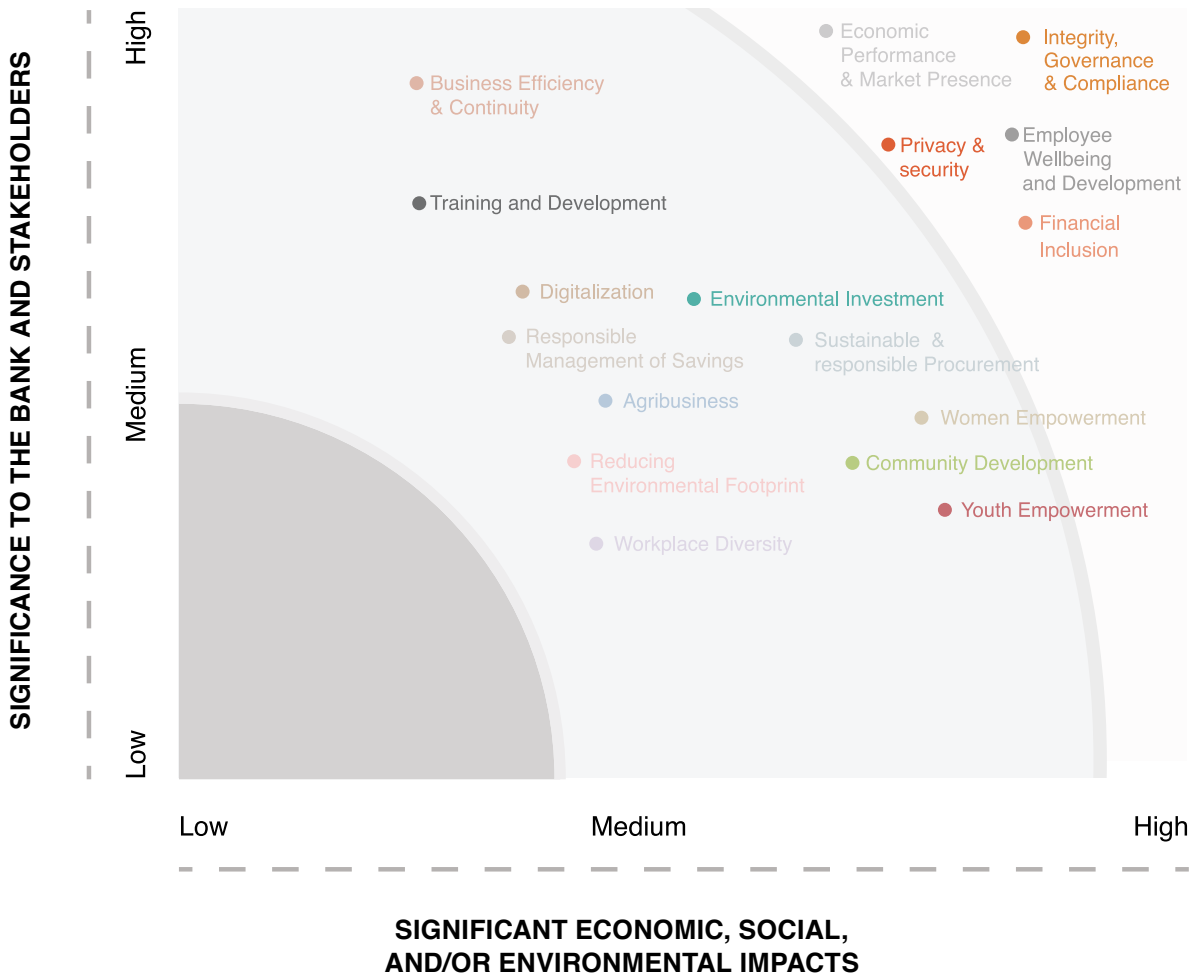 SIGNIFICANCE TO THE BANK AND STAKEHOLDERS
High
Medium
Low
Economic
Performance
& Market Presence
Integrity,
Governance
& Compliance
Business Efficiency
& Continuity
Privacy &
security
Employee
Wellbeing
and Development
Training and Development
Financial
Inclusion
Digitalization
Environmental Investment
Responsible
Management of Savings
Sustainable &
responsible Procurement
Agribusiness
Women Empowerment
Reducing
Environmental Footprint
Community Development
Youth Empowerment
Workplace Diversity
Low
Medium
High
SIGNIFICANT ECONOMIC, SOCIAL,
AND/OR ENVIRONMENTAL IMPACTS